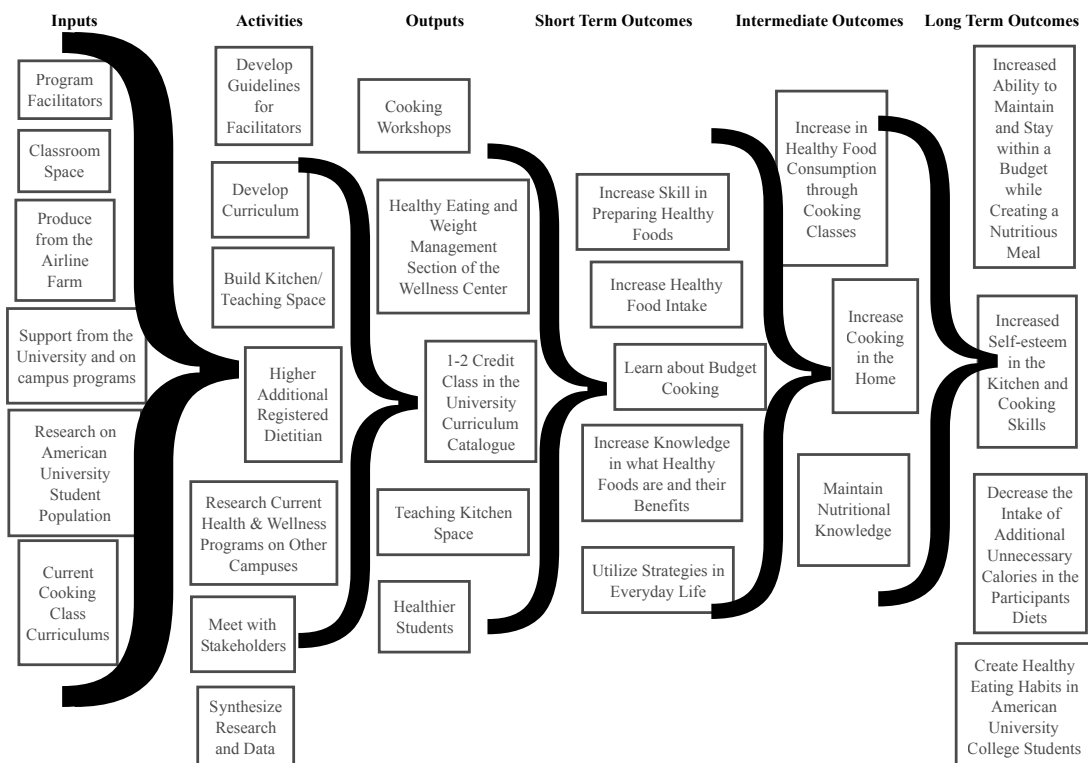 Inputs
Activities
Outputs
Short Term Outcomes
Intermediate Outcomes
Long Term Outcomes
Program
Facilitators
Classroom
Space
Produce
from the
Airline
Farm
Support from the
University and on
campus programs
Research on
American
University
Student
Population
Current
Cooking
Class
Curriculums
Develop
Guidelines
for
Facilitators
Develop
Curriculum
Build Kitchen/
Teaching Space
Higher
Additional
Registered
Dietitian
Research Current
Health & Wellness
Programs on Other
Campuses
Meet with
Stakeholders
Synthesize
Research
and Data
Cooking
Workshops
Healthy Eating and
Weight
Management
Section of the
Wellness Center
1-2 Credit
Class in the
University
Curriculum
Catalogue
Teaching Kitchen
Space
Healthier
Students
Increase Skill in
Preparing Healthy
Foods
Increase Healthy
Food Intake
Learn about Budget
Cooking
Increase Knowledge
in what Healthy
Foods are and their
Benefits
Utilize Strategies in
Everyday Life
Increase in
Healthy Food
Consumption
through
Cooking
Classes
Increase
Cooking
in the
Home
Maintain
Nutritional
Knowledge
Increased
Ability to
Maintain
and Stay
within a
Budget
while
Creating a
Nutritious
Meal
Increased
Self-esteem
in the
Kitchen and
Cooking
Skills
Decrease the
Intake of
Additional
Unnecessary
Calories in the
Participants
Diets
Create Healthy
Eating Habits in
American
University
College Students